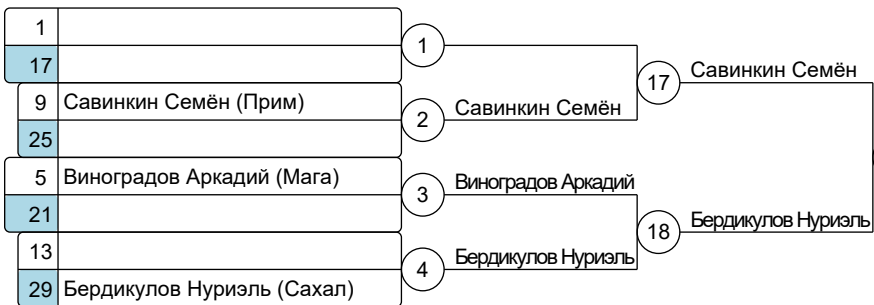 1
17
1
9 Савинкин Семён (Прим)
25
2 Савинкин Семён
17 Савинкин Семён
5 Виноградов Аркадий (Мага)
21
3 Виноградов Аркадий
13
29 Бердикулов Нуриэль (Сахал)
4 Бердикулов Нуриэль
18 Бердикулов Нуриэль